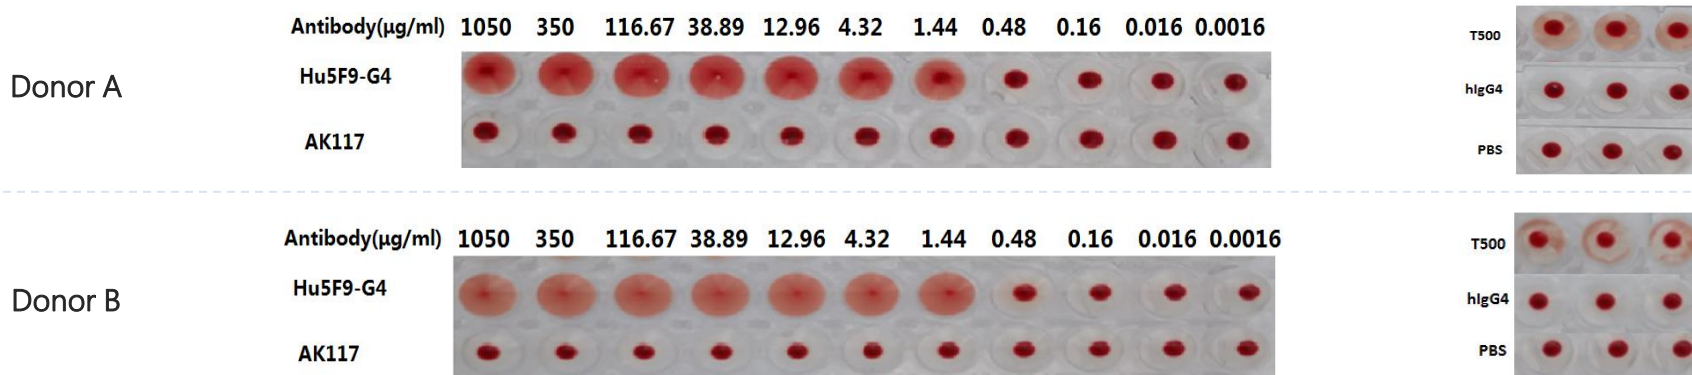 Antibody(μg/ml) 1050 350 116.67 38.89 12.96 4.32 1.44 0.48 0.16 0.016 0.0016
Donor A
Hu5F9-G4
AK117
T500
hIgG4
PBS
Antibody(μg/ml) 1050 350 116.67 38.89 12.96 4.32 1.44 0.48 0.16 0.016 0.0016
Donor B
Hu5F9-G4
AK117
T500
hIgG4
PBS